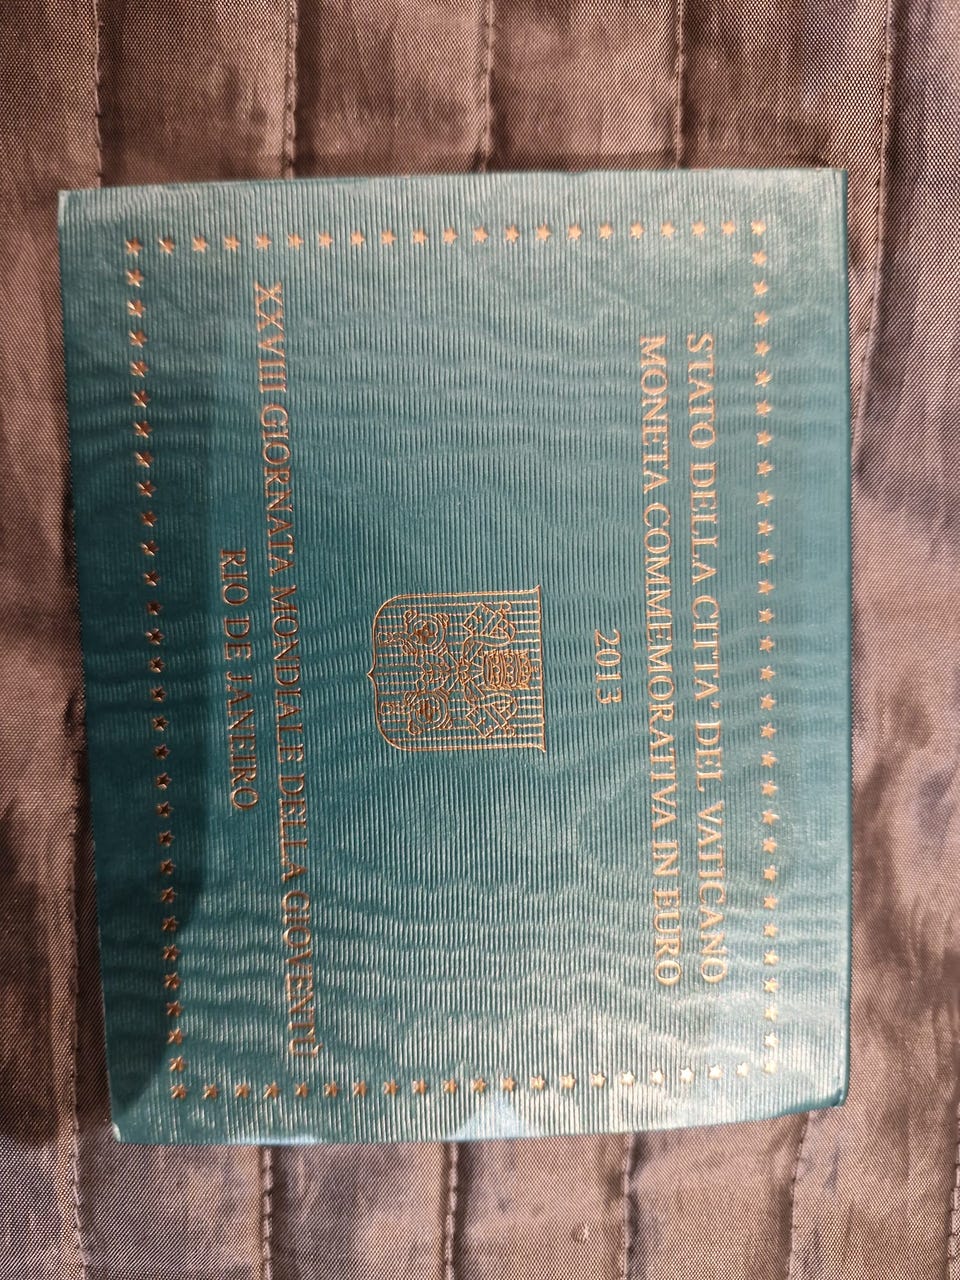 STATO DELLA CITTA' DEL VATICANO
MONETA COMMEMORATIVA IN EURO
2013
XXVIII GIORNATA MONDIALE DELLA GIOVENTÙ
RIO DE JANEIRO